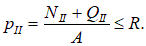 p_II = (N_II + Q_II) / A ≤ R.